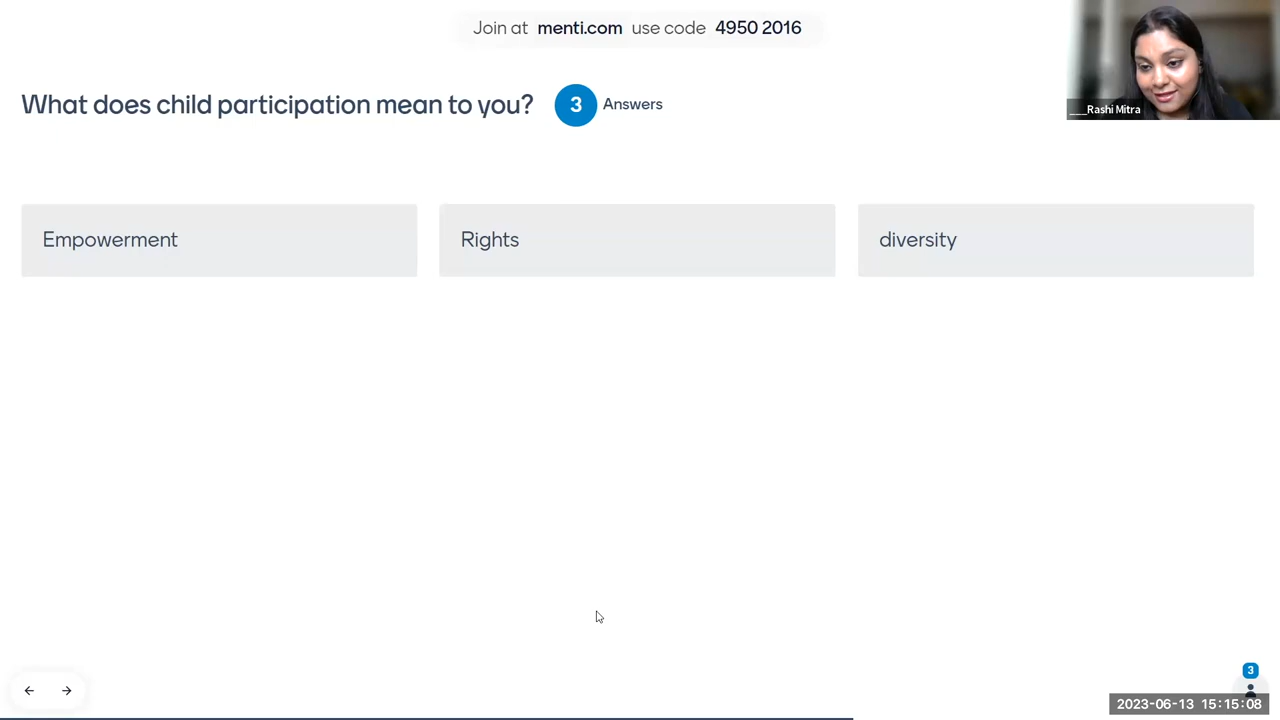 Join at menti.com use code 4950 2016
What does child participation mean to you?
3 Answers
___Rashi Mitra
Empowerment
Rights
diversity
3
2023-06-13 15:15:08